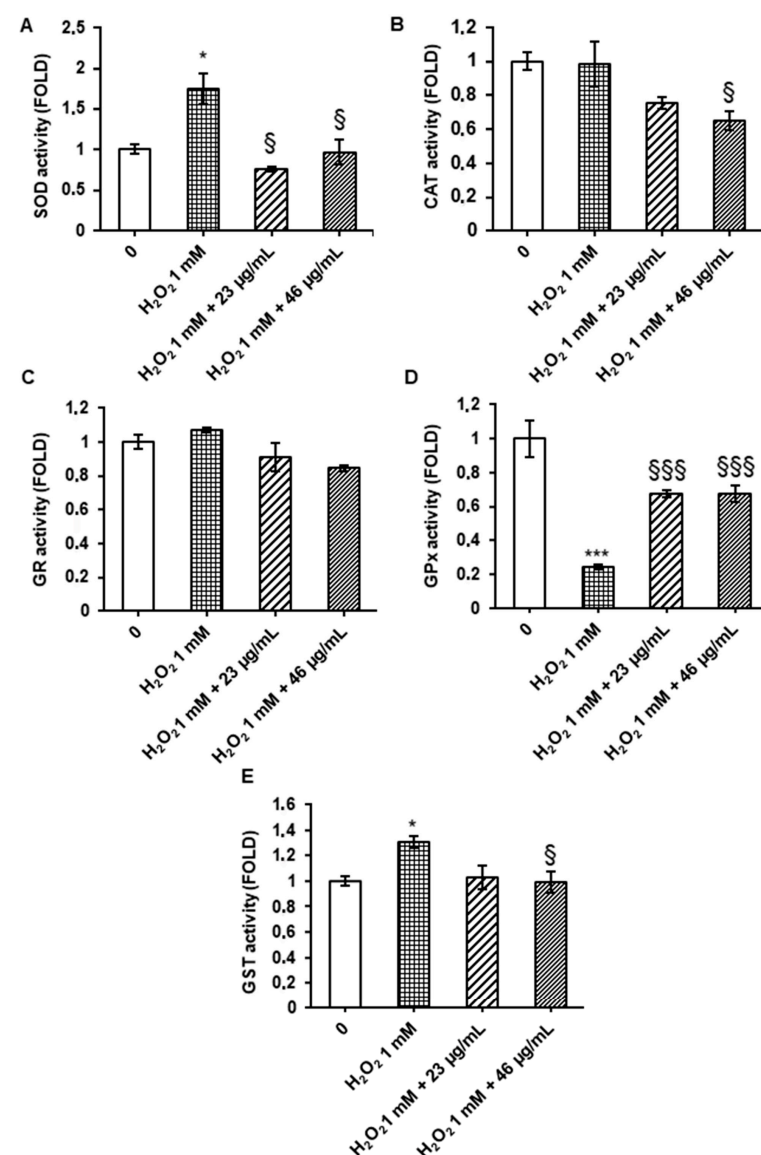 A
SOD activity (FOLD)
2.5
2
1.5
1
0.5
0
*
§
§
0
H₂O₂ 1 mM
H₂O₂ 1 mM + 23 µg/mL
H₂O₂ 1 mM + 46 µg/mL
B
CAT activity (FOLD)
1.2
1
0.8
0.6
0.4
0.2
0
§
0
H₂O₂ 1 mM
H₂O₂ 1 mM + 23 µg/mL
H₂O₂ 1 mM + 46 µg/mL
C
GR activity (FOLD)
1.2
1
0.8
0.6
0.4
0.2
0
0
H₂O₂ 1 mM
H₂O₂ 1 mM + 23 µg/mL
H₂O₂ 1 mM + 46 µg/mL
D
GPx activity (FOLD)
1.2
1
0.8
0.6
0.4
0.2
0
***
§§§
§§§
0
H₂O₂ 1 mM
H₂O₂ 1 mM + 23 µg/mL
H₂O₂ 1 mM + 46 µg/mL
E
GST activity (FOLD)
1.6
1.4
1.2
1
0.8
0.6
0.4
0.2
0
*
§
0
H₂O₂ 1 mM
H₂O₂ 1 mM + 23 µg/mL
H₂O₂ 1 mM + 46 µg/mL